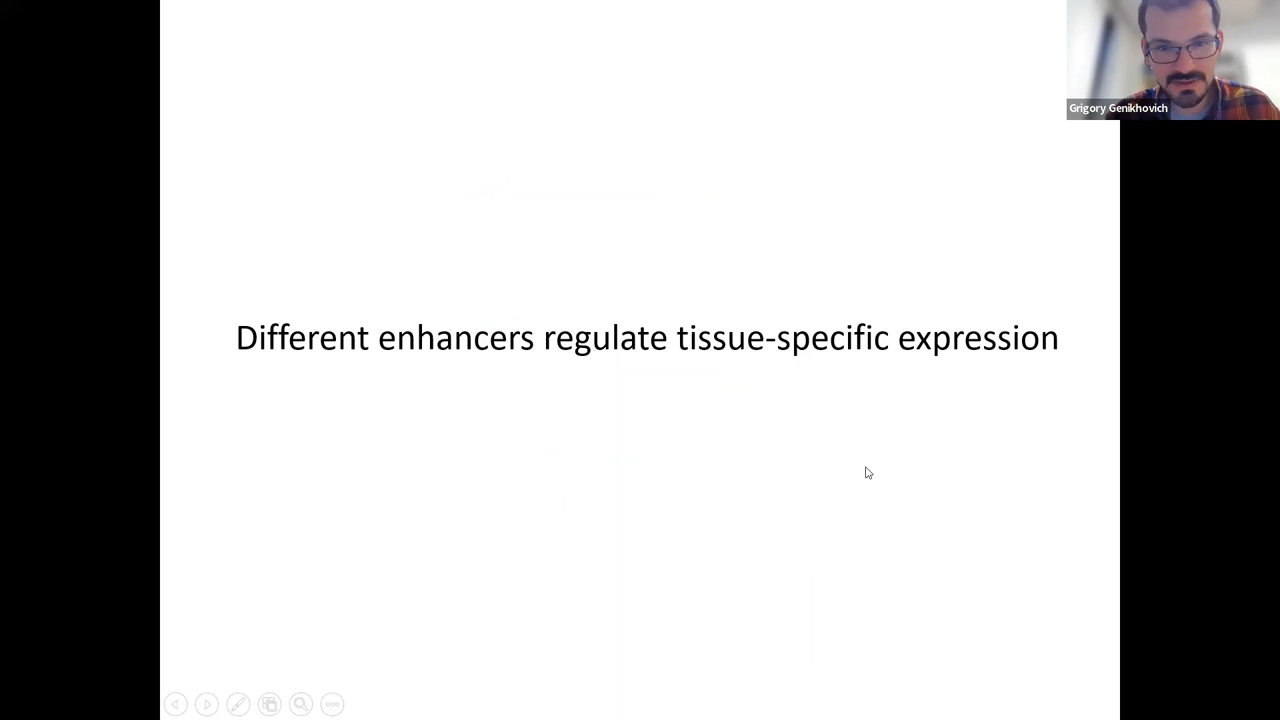 Grigory Genikhovich
Different enhancers regulate tissue-specific expression